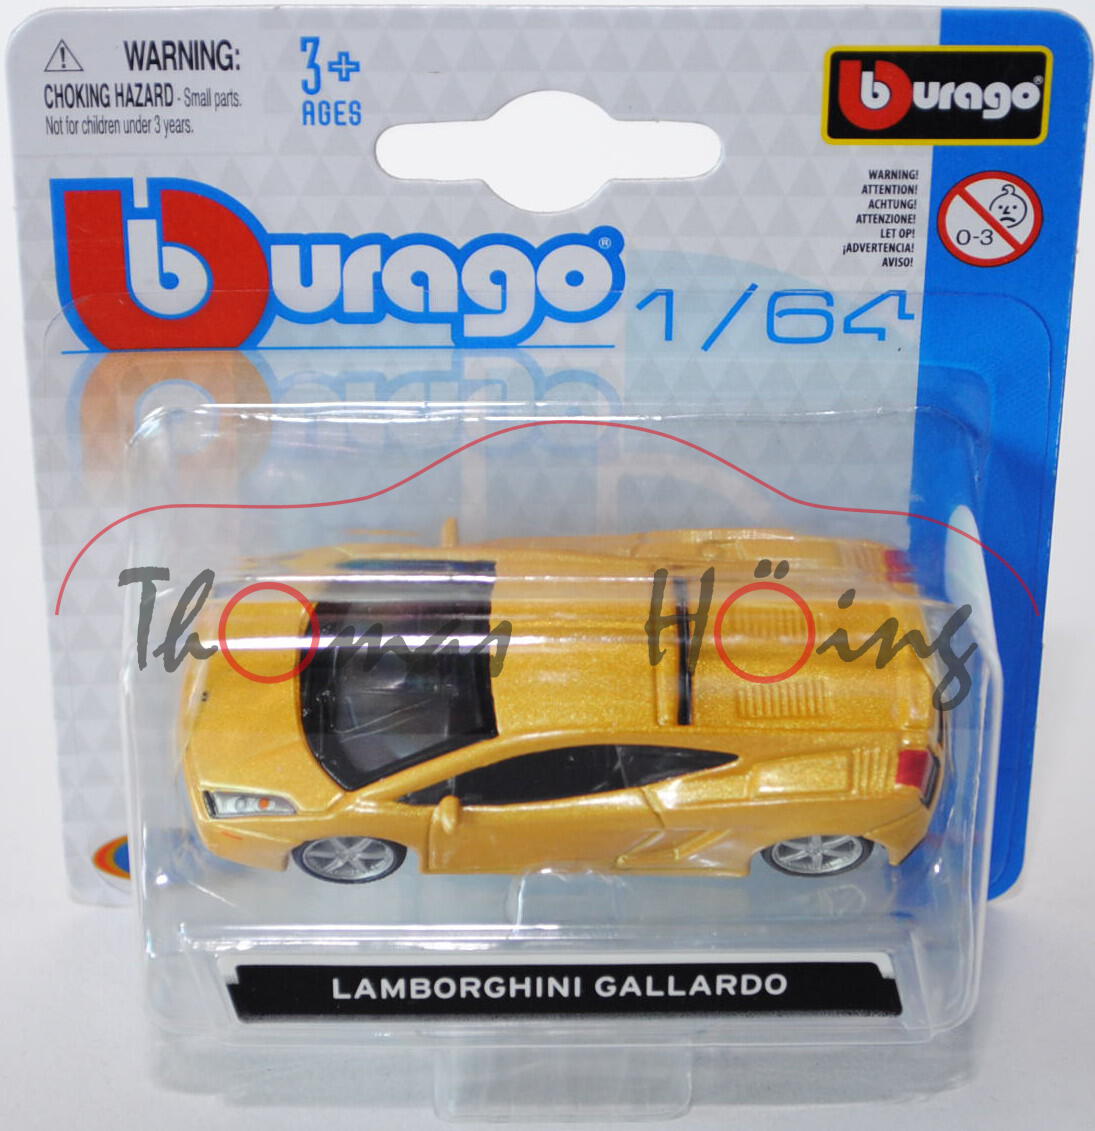 WARNING:
CHOKING HAZARD - Small parts.
Not for children under 3 years.
3+
AGES
burago®
WARNING!
ATTENTION!
ACHTUNG!
ATTENZIONE!
LET OP!
¡ADVERTENCIA!
AVISO!
0-3
burago®
1/64
Thomas Höing
LAMBORGHINI GALLARDO